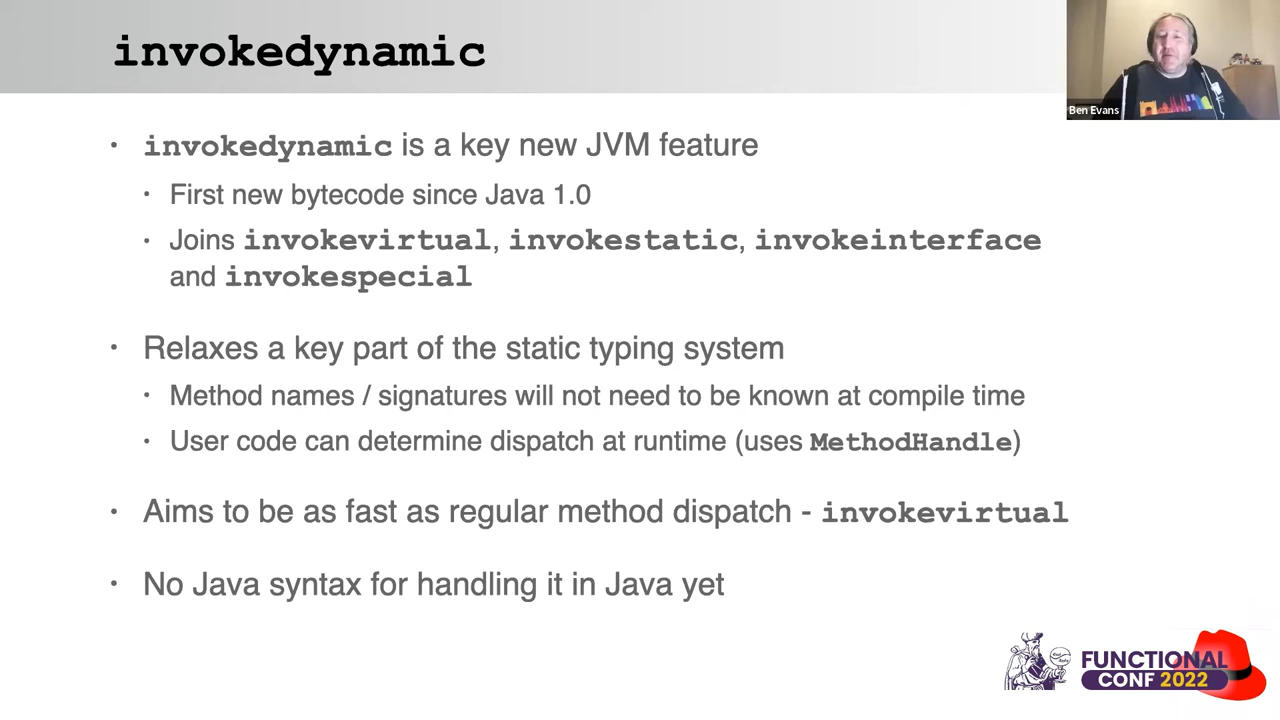 invokedynamic
Ben Evans
• invokedynamic is a key new JVM feature
• First new bytecode since Java 1.0
• Joins invokevirtual, invokestatic, invokeinterface
and invokespecial
• Relaxes a key part of the static typing system
• Method names / signatures will not need to be known at compile time
• User code can determine dispatch at runtime (uses MethodHandle)
• Aims to be as fast as regular method dispatch - invokevirtual
• No Java syntax for handling it in Java yet
FUNCTIONAL
CONF 2022